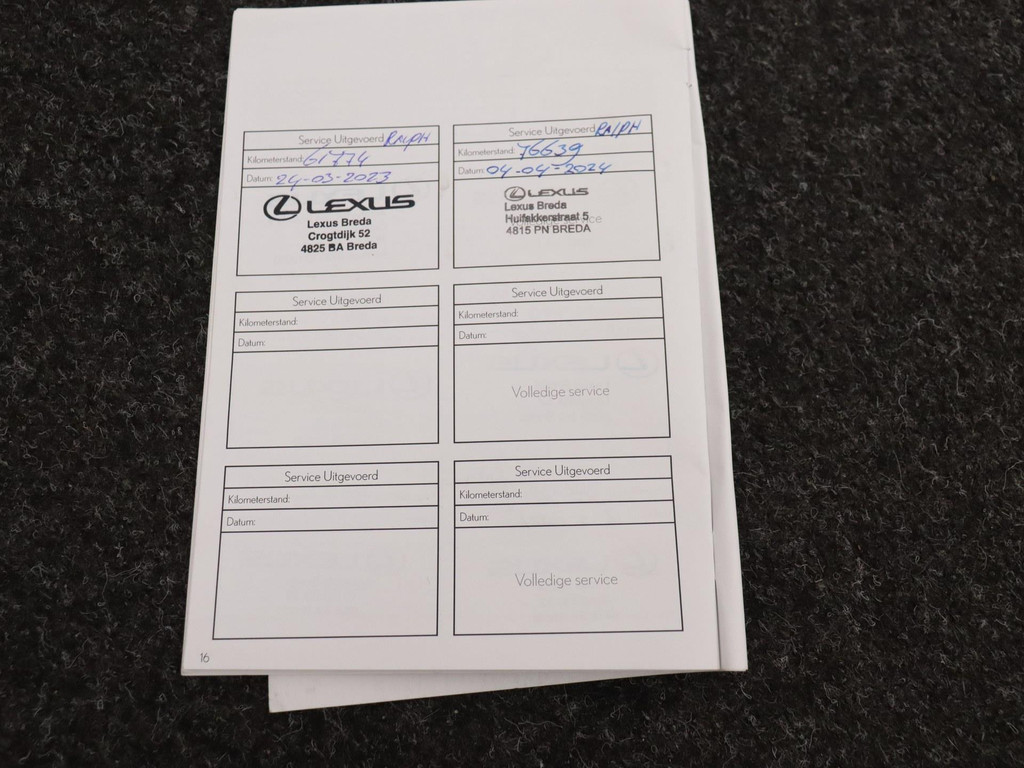 Service Uitgevoerd RALPH
Kilometerstand: 61774
Datum: 24-03-2023
LEXUS
Lexus Breda
Crogtdijk 52
4825 BA Breda
Service Uitgevoerd RALPH
Kilometerstand: 76639
Datum: 04-04-2024
LEXUS
Lexus Breda
Huifakkerstraat 5
4815 PN BREDA
Service Uitgevoerd
Kilometerstand:
Datum:
Service Uitgevoerd
Kilometerstand:
Datum:
Volledige service
Service Uitgevoerd
Kilometerstand:
Datum:
Service Uitgevoerd
Kilometerstand:
Datum:
Volledige service
16